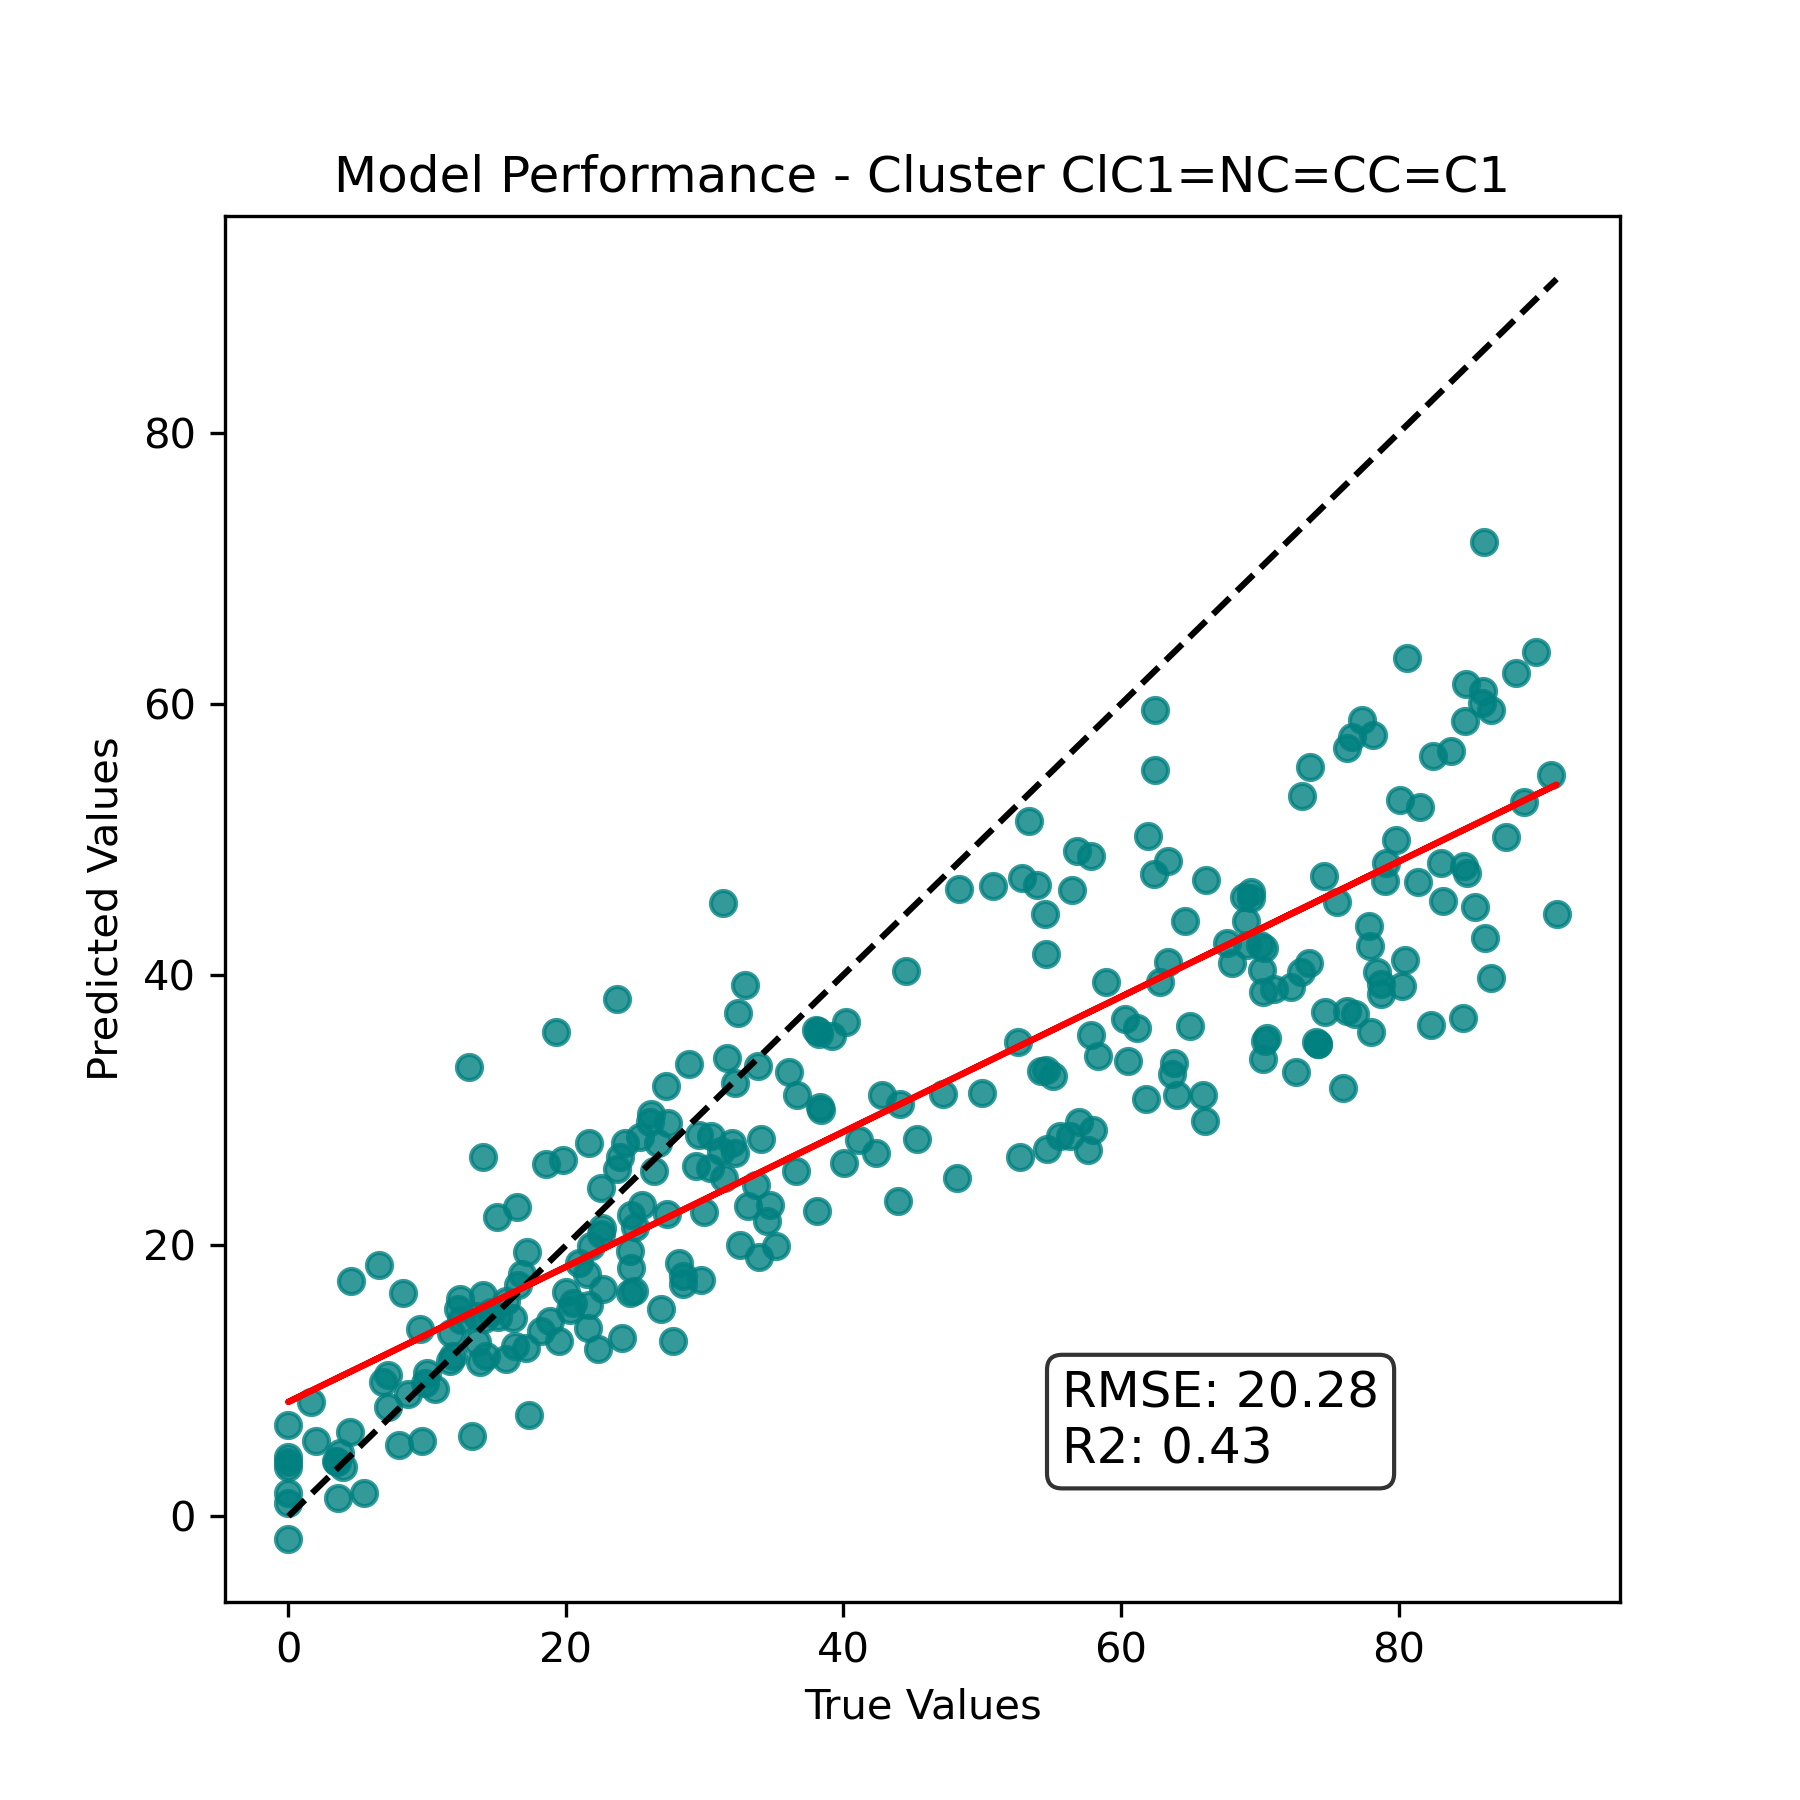 Model Performance - Cluster ClC1=NC=CC=C1
Predicted Values
80
60
40
20
0
RMSE: 20.28
R2: 0.43
0 20 40 60 80
True Values